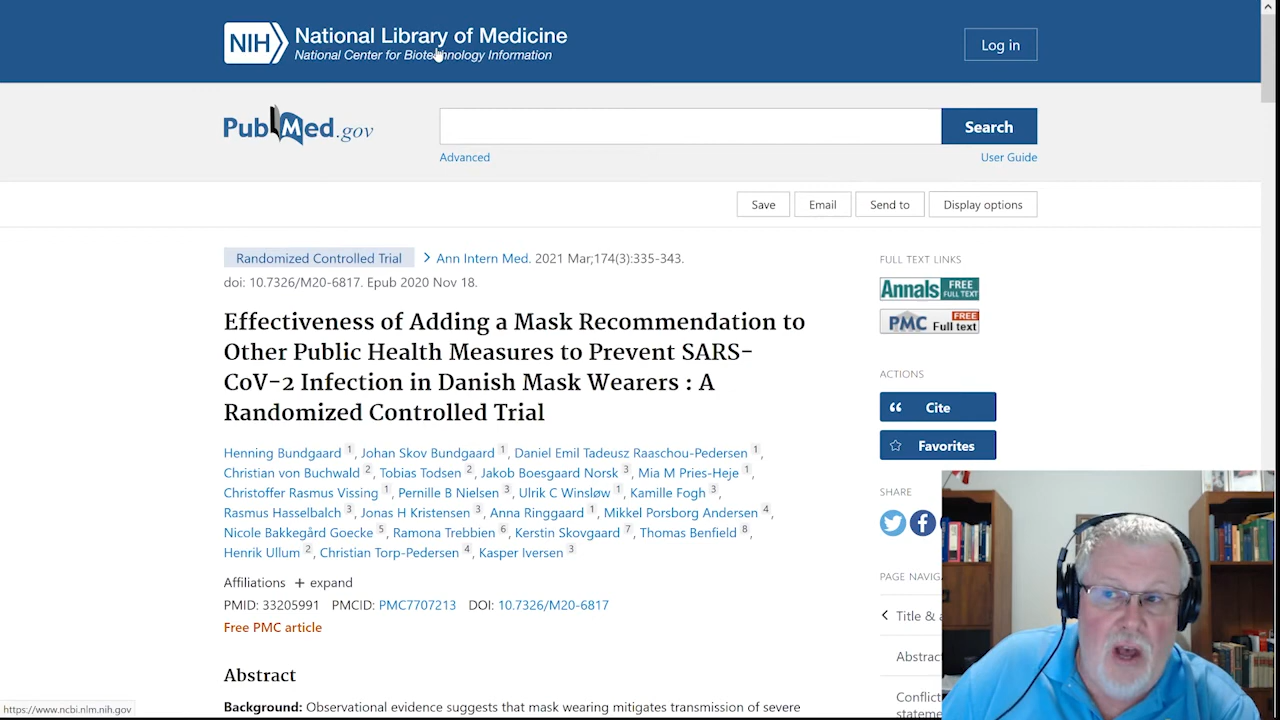 NIH National Library of Medicine
National Center for Biotechnology Information
Log in
PubMed.gov
Search
Advanced
User Guide
Save
Email
Send to
Display options
Randomized Controlled Trial
Ann Intern Med. 2021 Mar;174(3):335-343.
doi: 10.7326/M20-6817. Epub 2020 Nov 18.
Effectiveness of Adding a Mask Recommendation to
Other Public Health Measures to Prevent SARS-
CoV-2 Infection in Danish Mask Wearers : A
Randomized Controlled Trial
Henning Bundgaard 1, Johan Skov Bundgaard 1, Daniel Emil Tadeusz Raaschou-Pedersen 1,
Christian von Buchwald 2, Tobias Todsen 2, Jakob Boesgaard Norsk 3, Mia M Pries-Heje 1,
Christoffer Rasmus Vissing 1, Pernille B Nielsen 3, Ulrik C Winsløw 1, Kamille Fogh 3,
Rasmus Hasselbalch 3, Jonas H Kristensen 3, Anna Ringgaard 1, Mikkel Porsborg Andersen 4,
Nicole Bakkegård Goecke 5, Ramona Trebbien 6, Kerstin Skovgaard 7, Thomas Benfield 8,
Henrik Ullum 2, Christian Torp-Pedersen 4, Kasper Iversen 3
Affiliations + expand
PMID: 33205991 PMCID: PMC7707213 DOI: 10.7326/M20-6817
Free PMC article
Abstract
Background: Observational evidence suggests that mask wearing mitigates transmission of severe
FULL TEXT LINKS
Annals FREE FULL TEXT
PMC FREE Full text
ACTIONS
Cite
Favorites
SHARE
PAGE NAVIG
Title & a
Abstrac
Conflict
stateme
https://www.ncbi.nlm.nih.gov